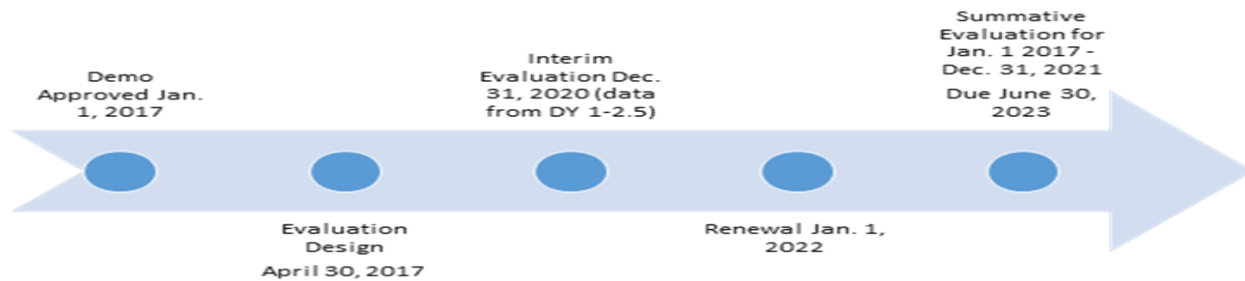 Demo
Approved Jan.
1, 2017
Evaluation
Design
April 30, 2017
Interim
Evaluation Dec.
31, 2020 (data
from DY 1-2.5)
Renewal Jan. 1,
2022
Summative
Evaluation for
Jan. 1 2017 -
Dec. 31, 2021
Due June 30,
2023